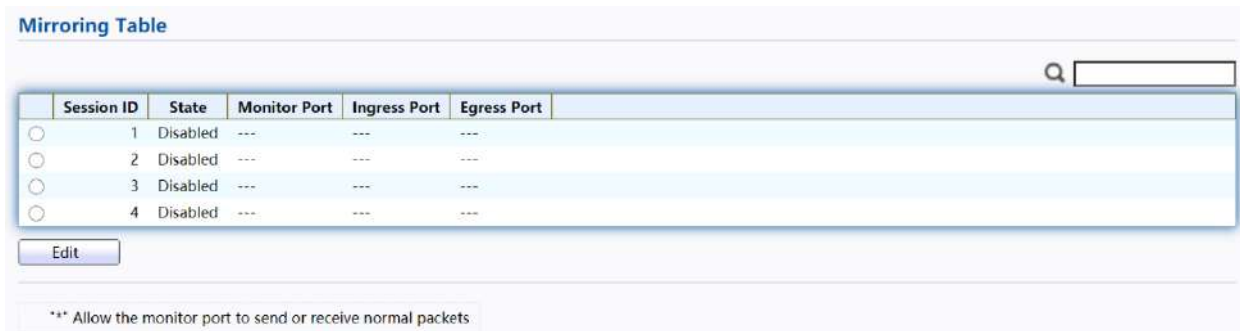 Mirroring Table
Session ID State Monitor Port Ingress Port Egress Port
1 Disabled --- --- ---
2 Disabled --- --- ---
3 Disabled --- --- ---
4 Disabled --- --- ---
Edit
"*" Allow the monitor port to send or receive normal packets